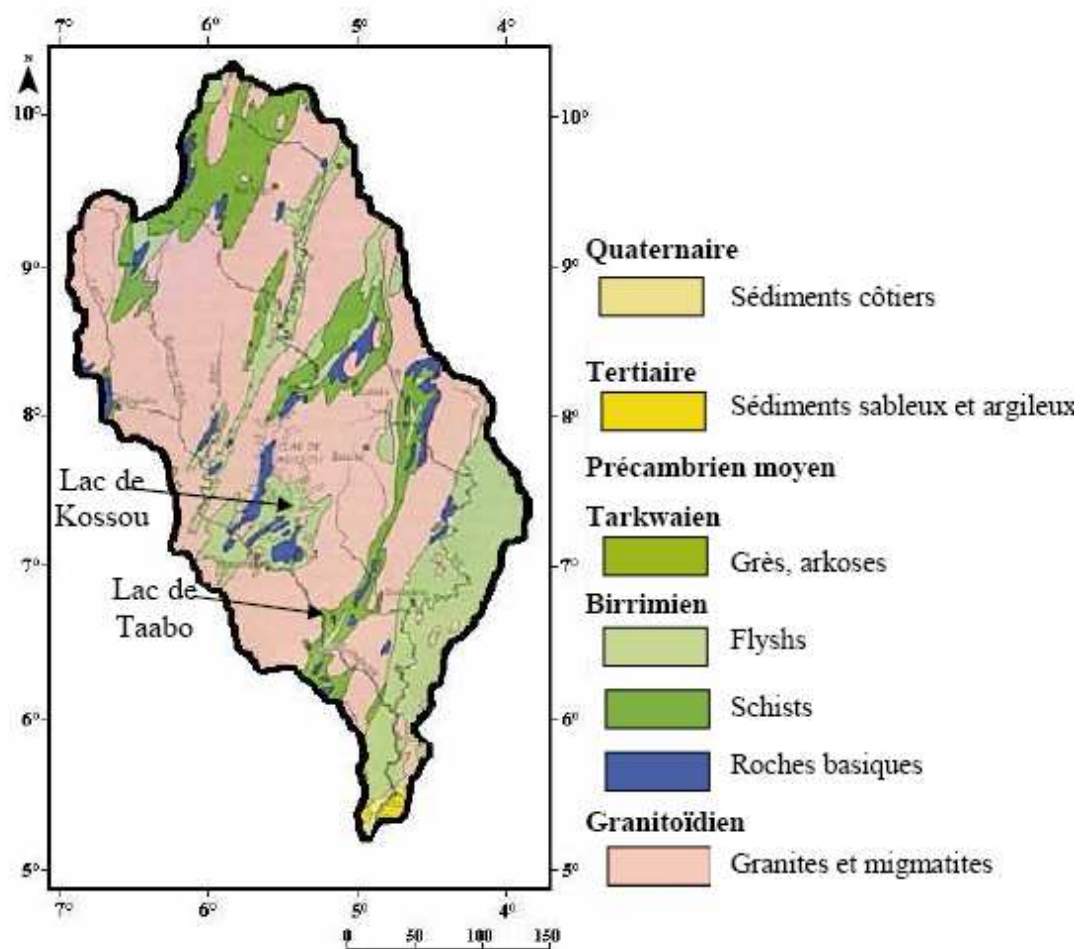 7° 6° 5° 4°
N
10° 10°
9° 9°
8° 8°
7° 7°
6° 6°
5° 5°
7° 6° 5° 4°
0 50 100 150
Lac de
Kossou
Lac de
Taabo
Quaternaire
Sédiments côtiers
Tertiaire
Sédiments sableux et argileux
Précambrien moyen
Tarkwaien
Grès, arkoses
Birrimien
Flyshs
Schists
Roches basiques
Granitoïdien
Granites et migmatites